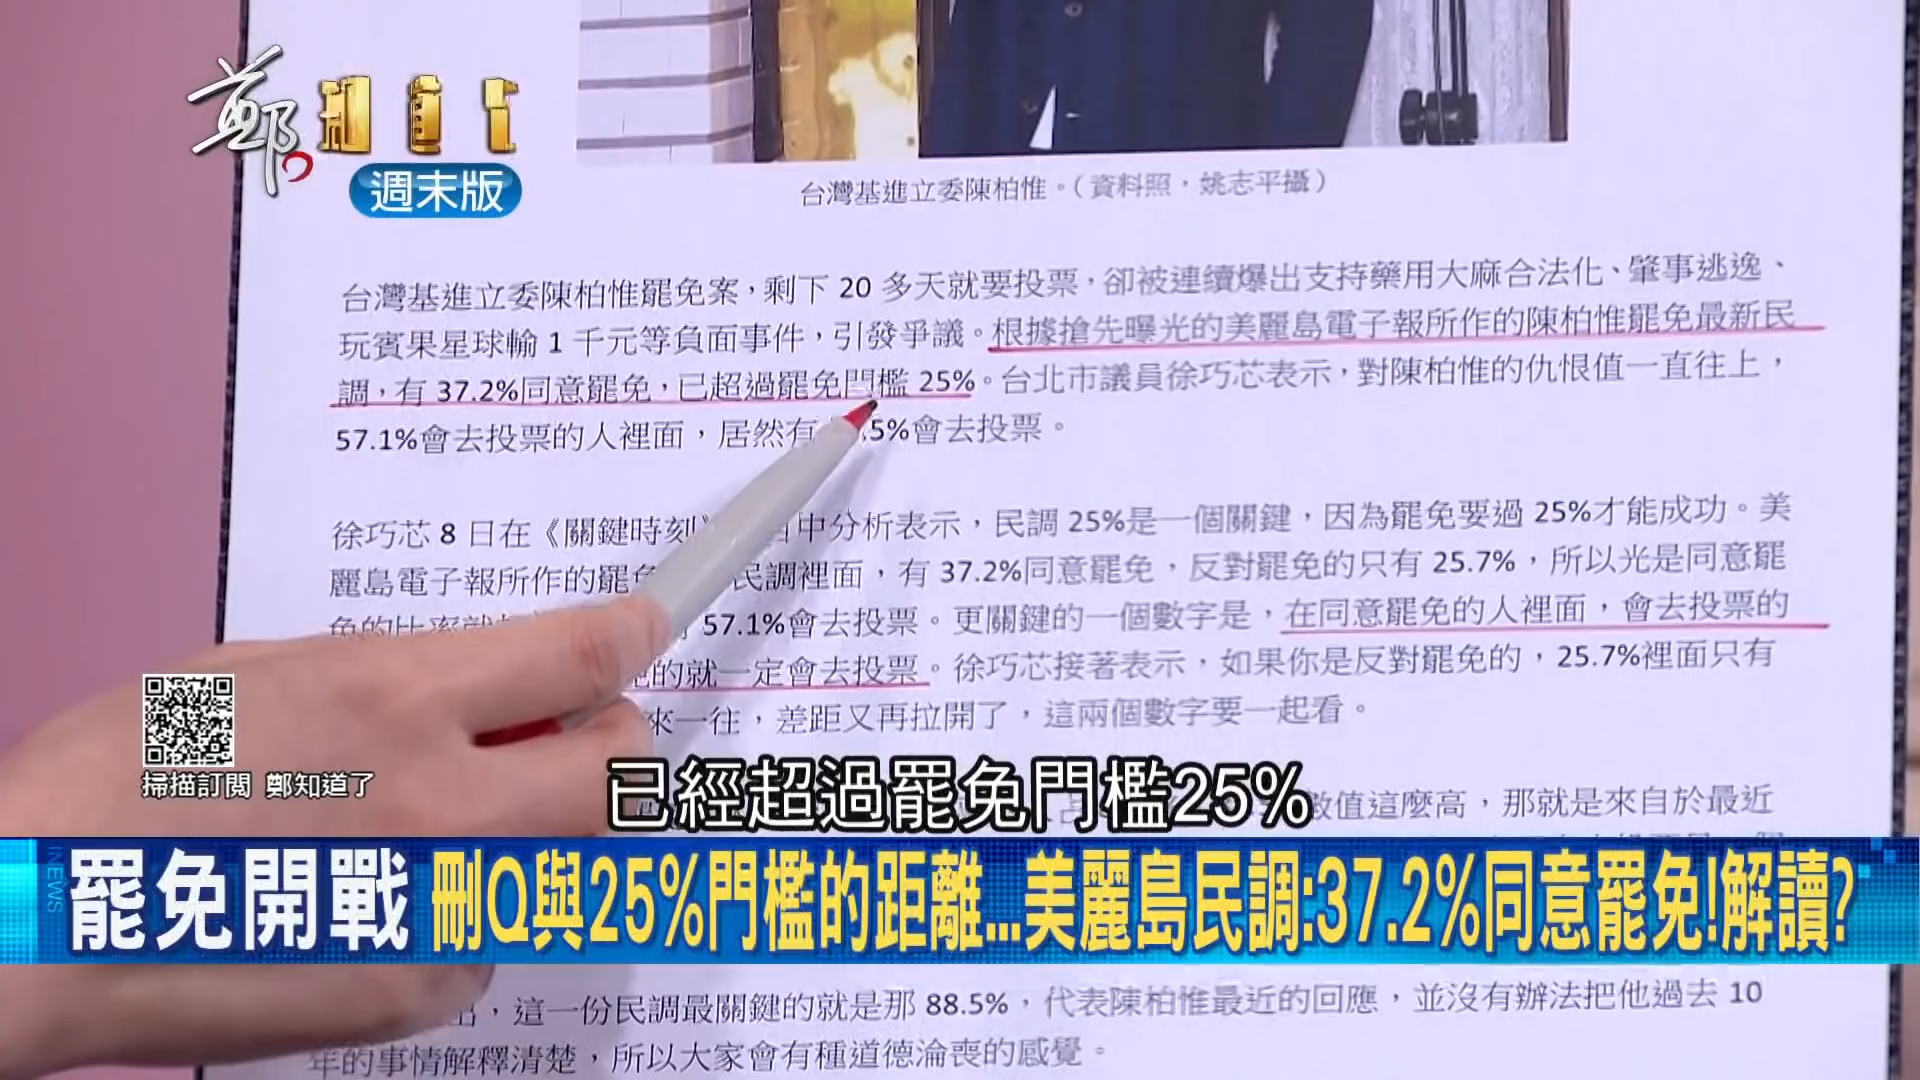 鄭
週末版
台灣基進立委陳柏惟。(資料照，姚志平攝)
台灣基進立委陳柏惟罷免案，剩下 20 多天就要投票，卻被連續爆出支持藥用大麻合法化、肇事逃逸、
玩賓果星球輸 1 千元等負面事件，引發爭議。根據搶先曝光的美麗島電子報所作的陳柏惟罷免最新民
調，有 37.2%同意罷免，已超過罷免門檻 25%。台北市議員徐巧芯表示，對陳柏惟的仇恨值一直往上，
57.1%會去投票的人裡面，居然有 .5%會去投票。
徐巧芯 8 日在《關鍵時刻》 中分析表示，民調 25%是一個關鍵，因為罷免要過 25%才能成功。美
麗島電子報所作的罷免 民調裡面，有 37.2%同意罷免，反對罷免的只有 25.7%，所以光是同意罷
免的比率就 57.1%會去投票。更關鍵的一個數字是，在同意罷免的人裡面，會去投票的
的就一定會去投票。徐巧芯接著表示，如果你是反對罷免的，25.7%裡面只有
來一往，差距又再拉開了，這兩個數字要一起看。
掃描訂閱 鄭知道了
已經超過罷免門檻25%
數值這麼高，那就是來自於最近
INEWS
罷免開戰 刪Q與25%門檻的距離...美麗島民調:37.2%同意罷免!解讀?
，這一份民調最關鍵的就是那 88.5%，代表陳柏惟最近的回應，並沒有辦法把他過去 10
年的事情解釋清楚，所以大家會有種道德淪喪的感覺。